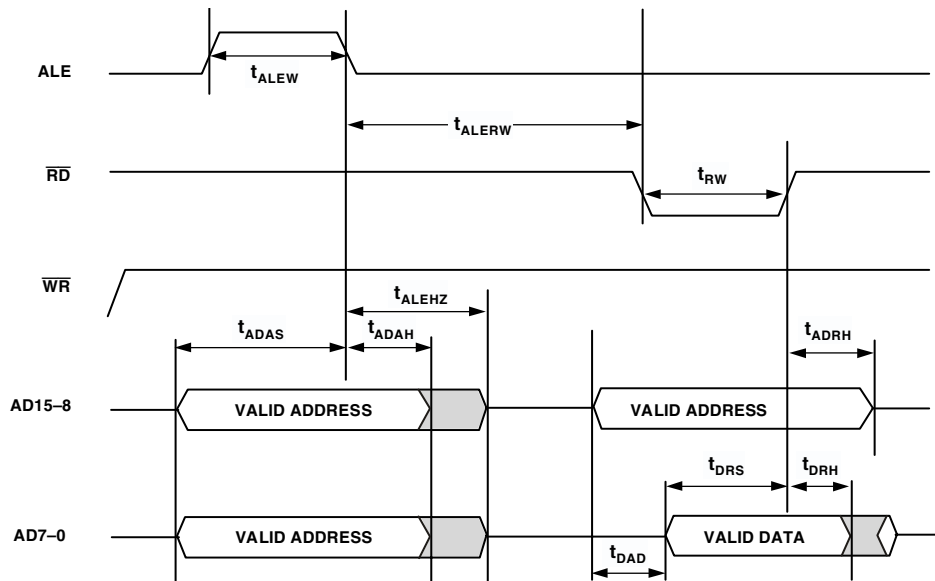 ALE
tALEW
tALERW
RD
tRW
WR
tALEHZ
tADAS
tADAH
tADRH
AD15–8
VALID ADDRESS
VALID ADDRESS
tDRS
tDRH
AD7–0
VALID ADDRESS
VALID DATA
tDAD